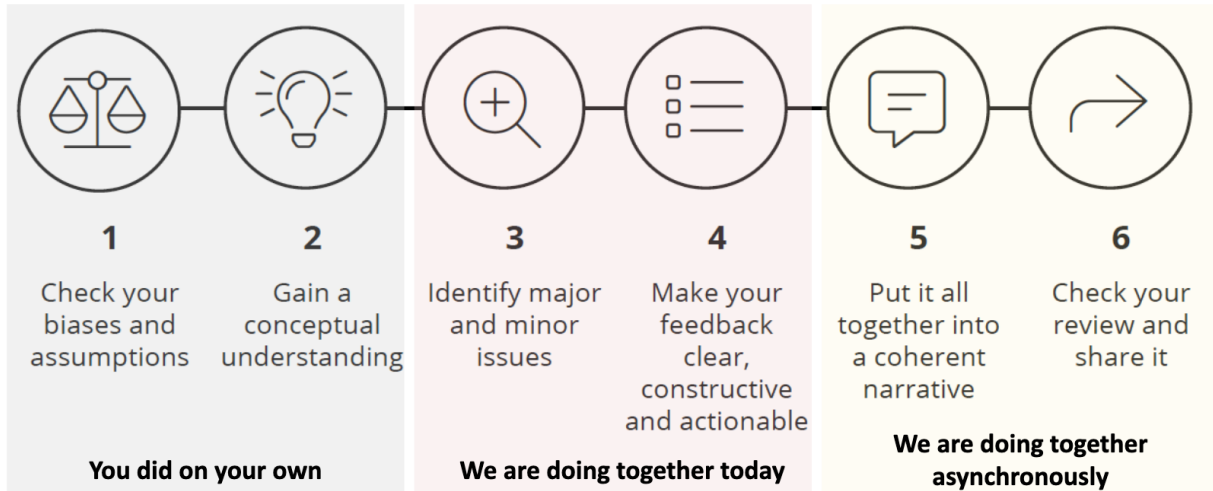 1
Check your
biases and
assumptions
2
Gain a
conceptual
understanding
3
Identify major
and minor
issues
4
Make your
feedback
clear,
constructive
and actionable
5
Put it all
together into
a coherent
narrative
6
Check your
review and
share it
You did on your own
We are doing together today
We are doing together
asynchronously